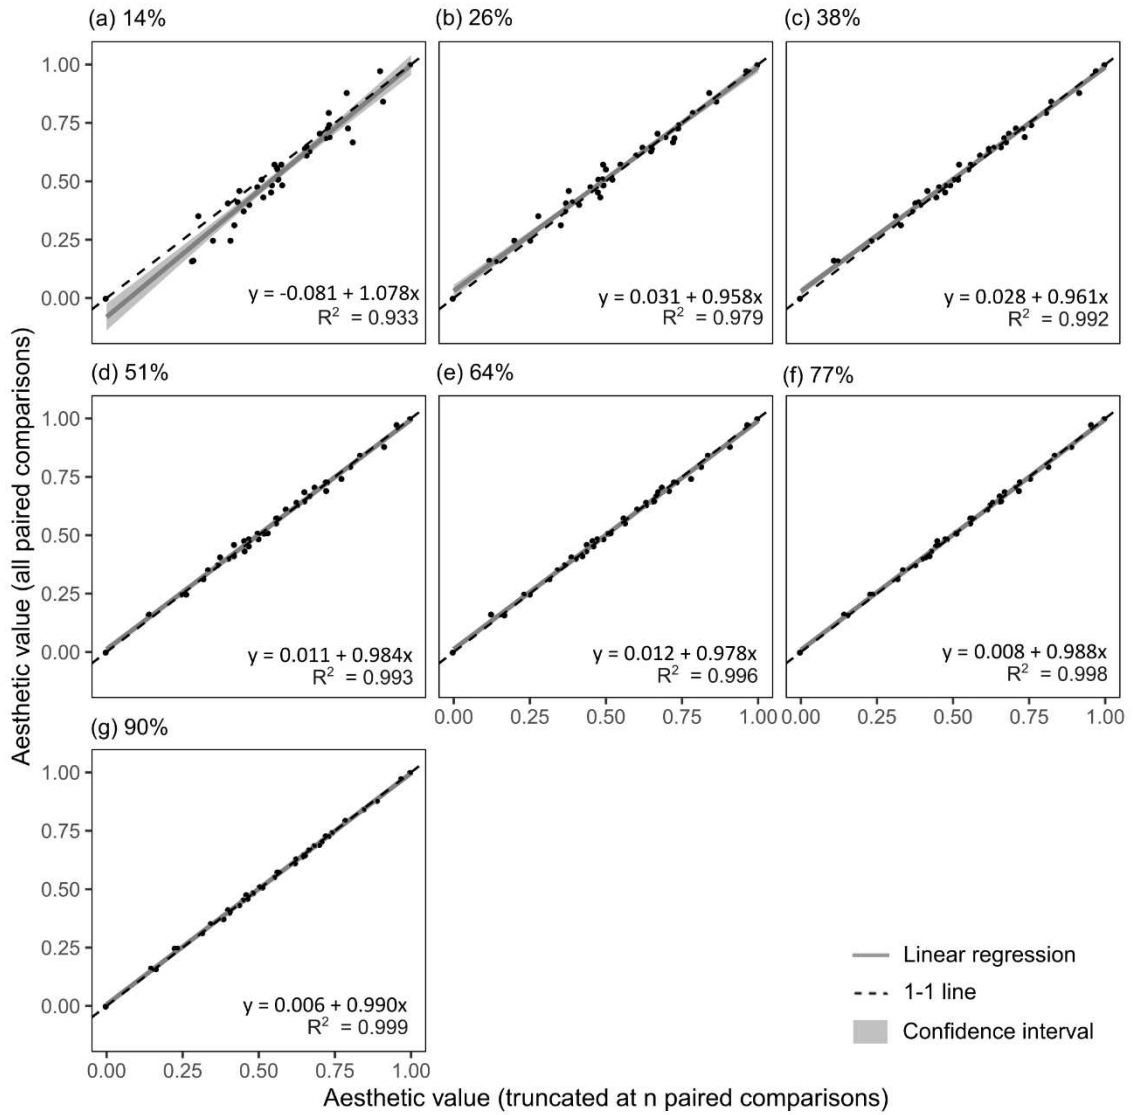 (a) 14%
(b) 26%
(c) 38%
1.00
0.75
0.50
0.25
0.00
y = -0.081 + 1.078x
R² = 0.933
y = 0.031 + 0.958x
R² = 0.979
y = 0.028 + 0.961x
R² = 0.992
(d) 51%
(e) 64%
(f) 77%
1.00
0.75
0.50
0.25
0.00
y = 0.011 + 0.984x
R² = 0.993
y = 0.012 + 0.978x
R² = 0.996
y = 0.008 + 0.988x
R² = 0.998
0.00 0.25 0.50 0.75 1.00
0.00 0.25 0.50 0.75 1.00
(g) 90%
1.00
0.75
0.50
0.25
0.00
y = 0.006 + 0.990x
R² = 0.999
0.00 0.25 0.50 0.75 1.00
Aesthetic value (all paired comparisons)
Aesthetic value (truncated at n paired comparisons)
Linear regression
1-1 line
Confidence interval